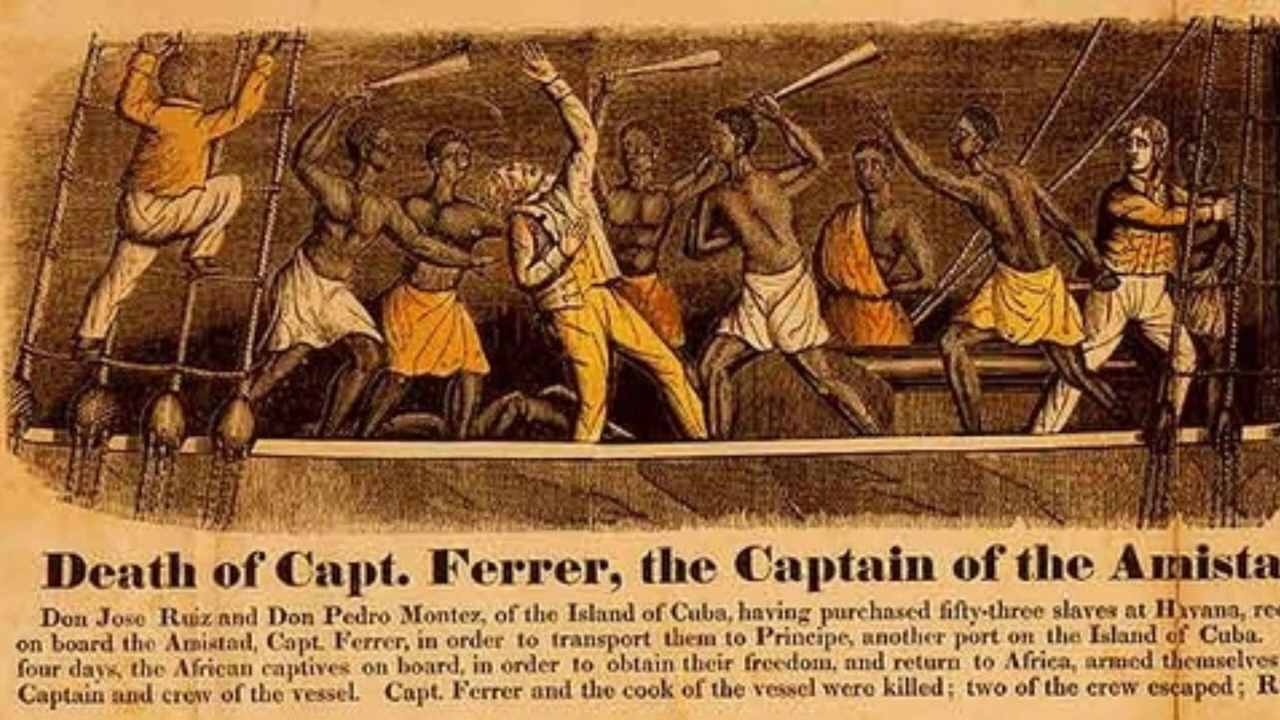 Death of Capt. Ferrer, the Captain of the Amista
Don Jose Ruiz and Don Pedro Montez, of the Island of Cuba, having purchased fifty-three slaves at Havana, re
on board the Amistad, Capt. Ferrer, in order to transport them to Principe, another port on the Island of Cuba.
four days, the African captives on board, in order to obtain their freedom, and return to Africa, armed themselves
Captain and crew of the vessel. Capt. Ferrer and the cook of the vessel were killed; two of the crew escaped; R